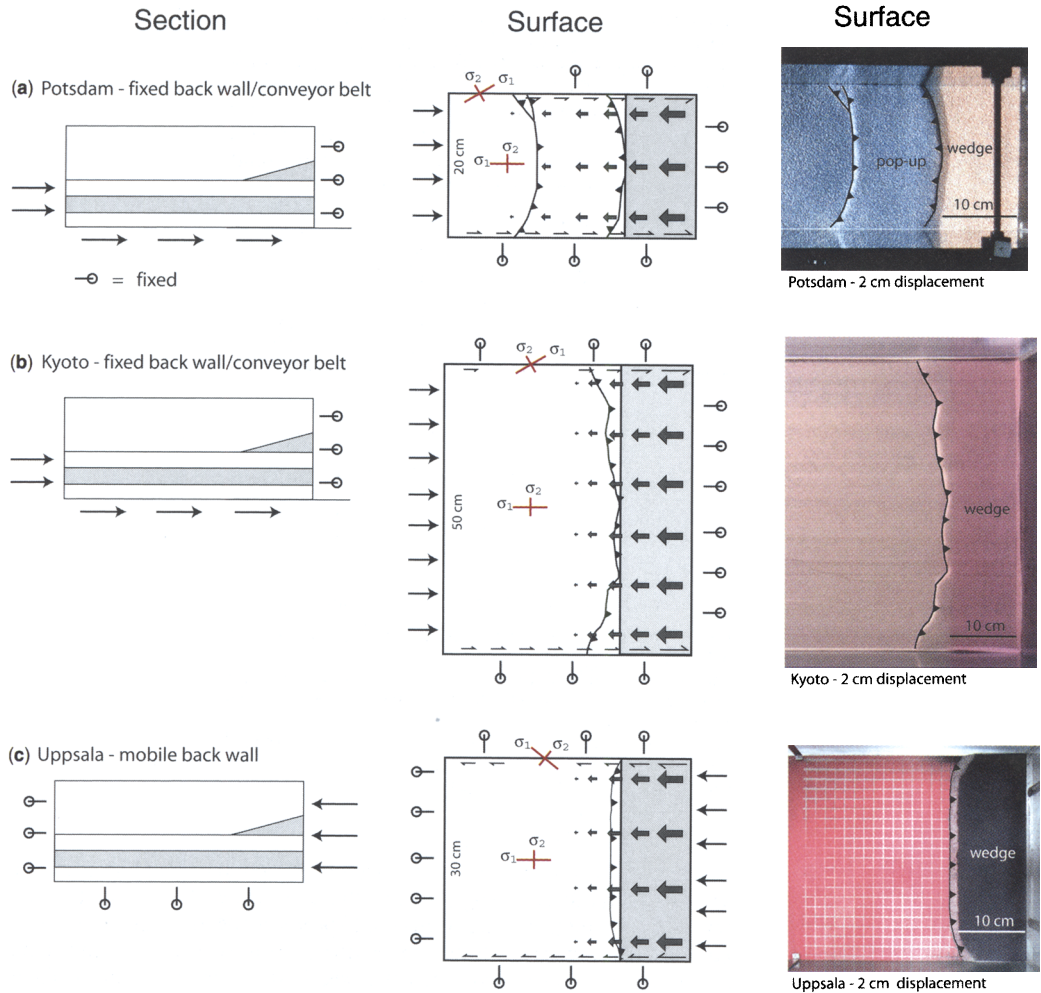 Section
Surface
Surface
(a) Potsdam - fixed back wall/conveyor belt
= fixed
σ2 σ1
20 cm
σ2
σ1
pop-up
wedge
10 cm
Potsdam - 2 cm displacement
(b) Kyoto - fixed back wall/conveyor belt
σ2 σ1
50 cm
σ2
σ1
wedge
10 cm
Kyoto - 2 cm displacement
(c) Uppsala - mobile back wall
σ1 σ2
30 cm
σ2
σ1
wedge
10 cm
Uppsala - 2 cm displacement